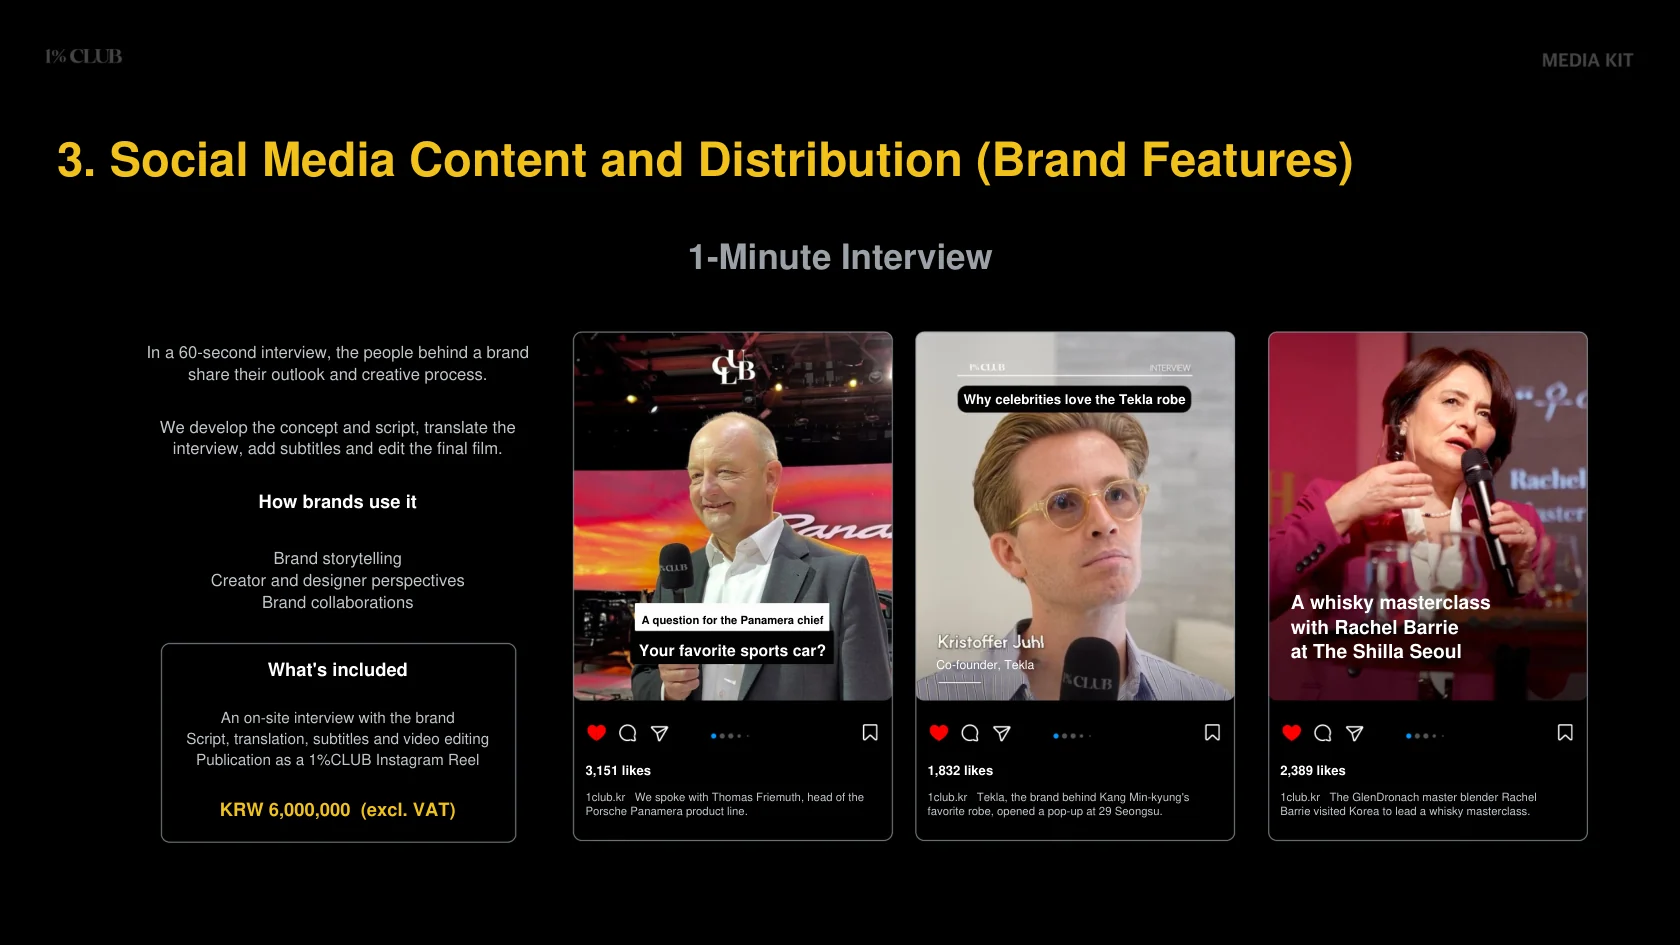 1% CLUB
MEDIA KIT
3. Social Media Content and Distribution (Brand Features)
1-Minute Interview
In a 60-second interview, the people behind a brand
share their outlook and creative process.
We develop the concept and script, translate the
interview, add subtitles and edit the final film.
How brands use it
Brand storytelling
Creator and designer perspectives
Brand collaborations
What's included
An on-site interview with the brand
Script, translation, subtitles and video editing
Publication as a 1%CLUB Instagram Reel
KRW 6,000,000 (excl. VAT)
CLUB
Pana
%CLUB
A question for the Panamera chief
Your favorite sports car?
3,151 likes
1club.kr We spoke with Thomas Friemuth, head of the
Porsche Panamera product line.
1% CLUB
INTERVIEW
Why celebrities love the Tekla robe
Kristoffer Juhl
Co-founder, Tekla
%CLUB
1,832 likes
1club.kr Tekla, the brand behind Kang Min-kyung's
favorite robe, opened a pop-up at 29 Seongsu.
Rachel
A whisky masterclass
with Rachel Barrie
at The Shilla Seoul
2,389 likes
1club.kr The GlenDronach master blender Rachel
Barrie visited Korea to lead a whisky masterclass.